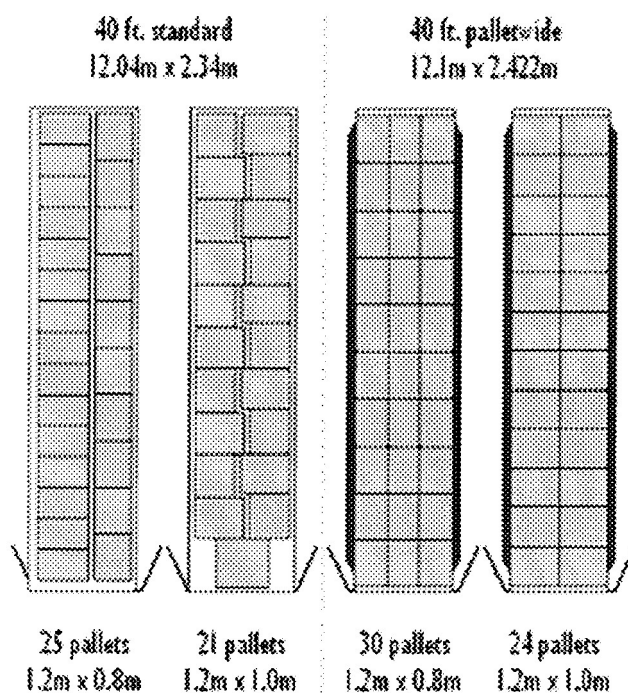 40 ft. standard
12.04m x 2.34m
40 ft. palletwide
12.1m x 2.422m
25 pallets
1.2m x 0.8m
21 pallets
1.2m x 1.0m
30 pallets
1.2m x 0.8m
24 pallets
1.2m x 1.0m